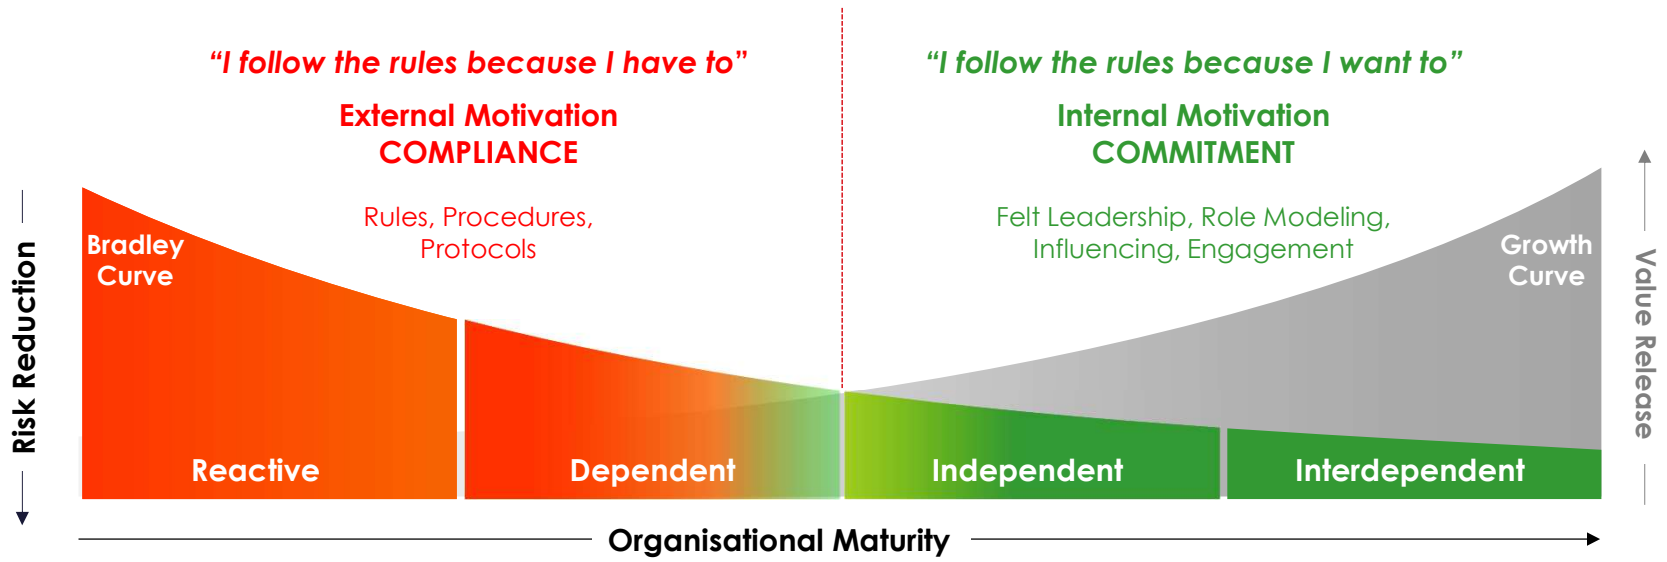 “I follow the rules because I have to”
External Motivation
COMPLIANCE
Rules, Procedures,
Protocols
“I follow the rules because I want to”
Internal Motivation
COMMITMENT
Felt Leadership, Role Modeling,
Influencing, Engagement
Risk Reduction
Bradley
Curve
Growth
Curve
Value Release
Reactive
Dependent
Independent
Interdependent
Organisational Maturity